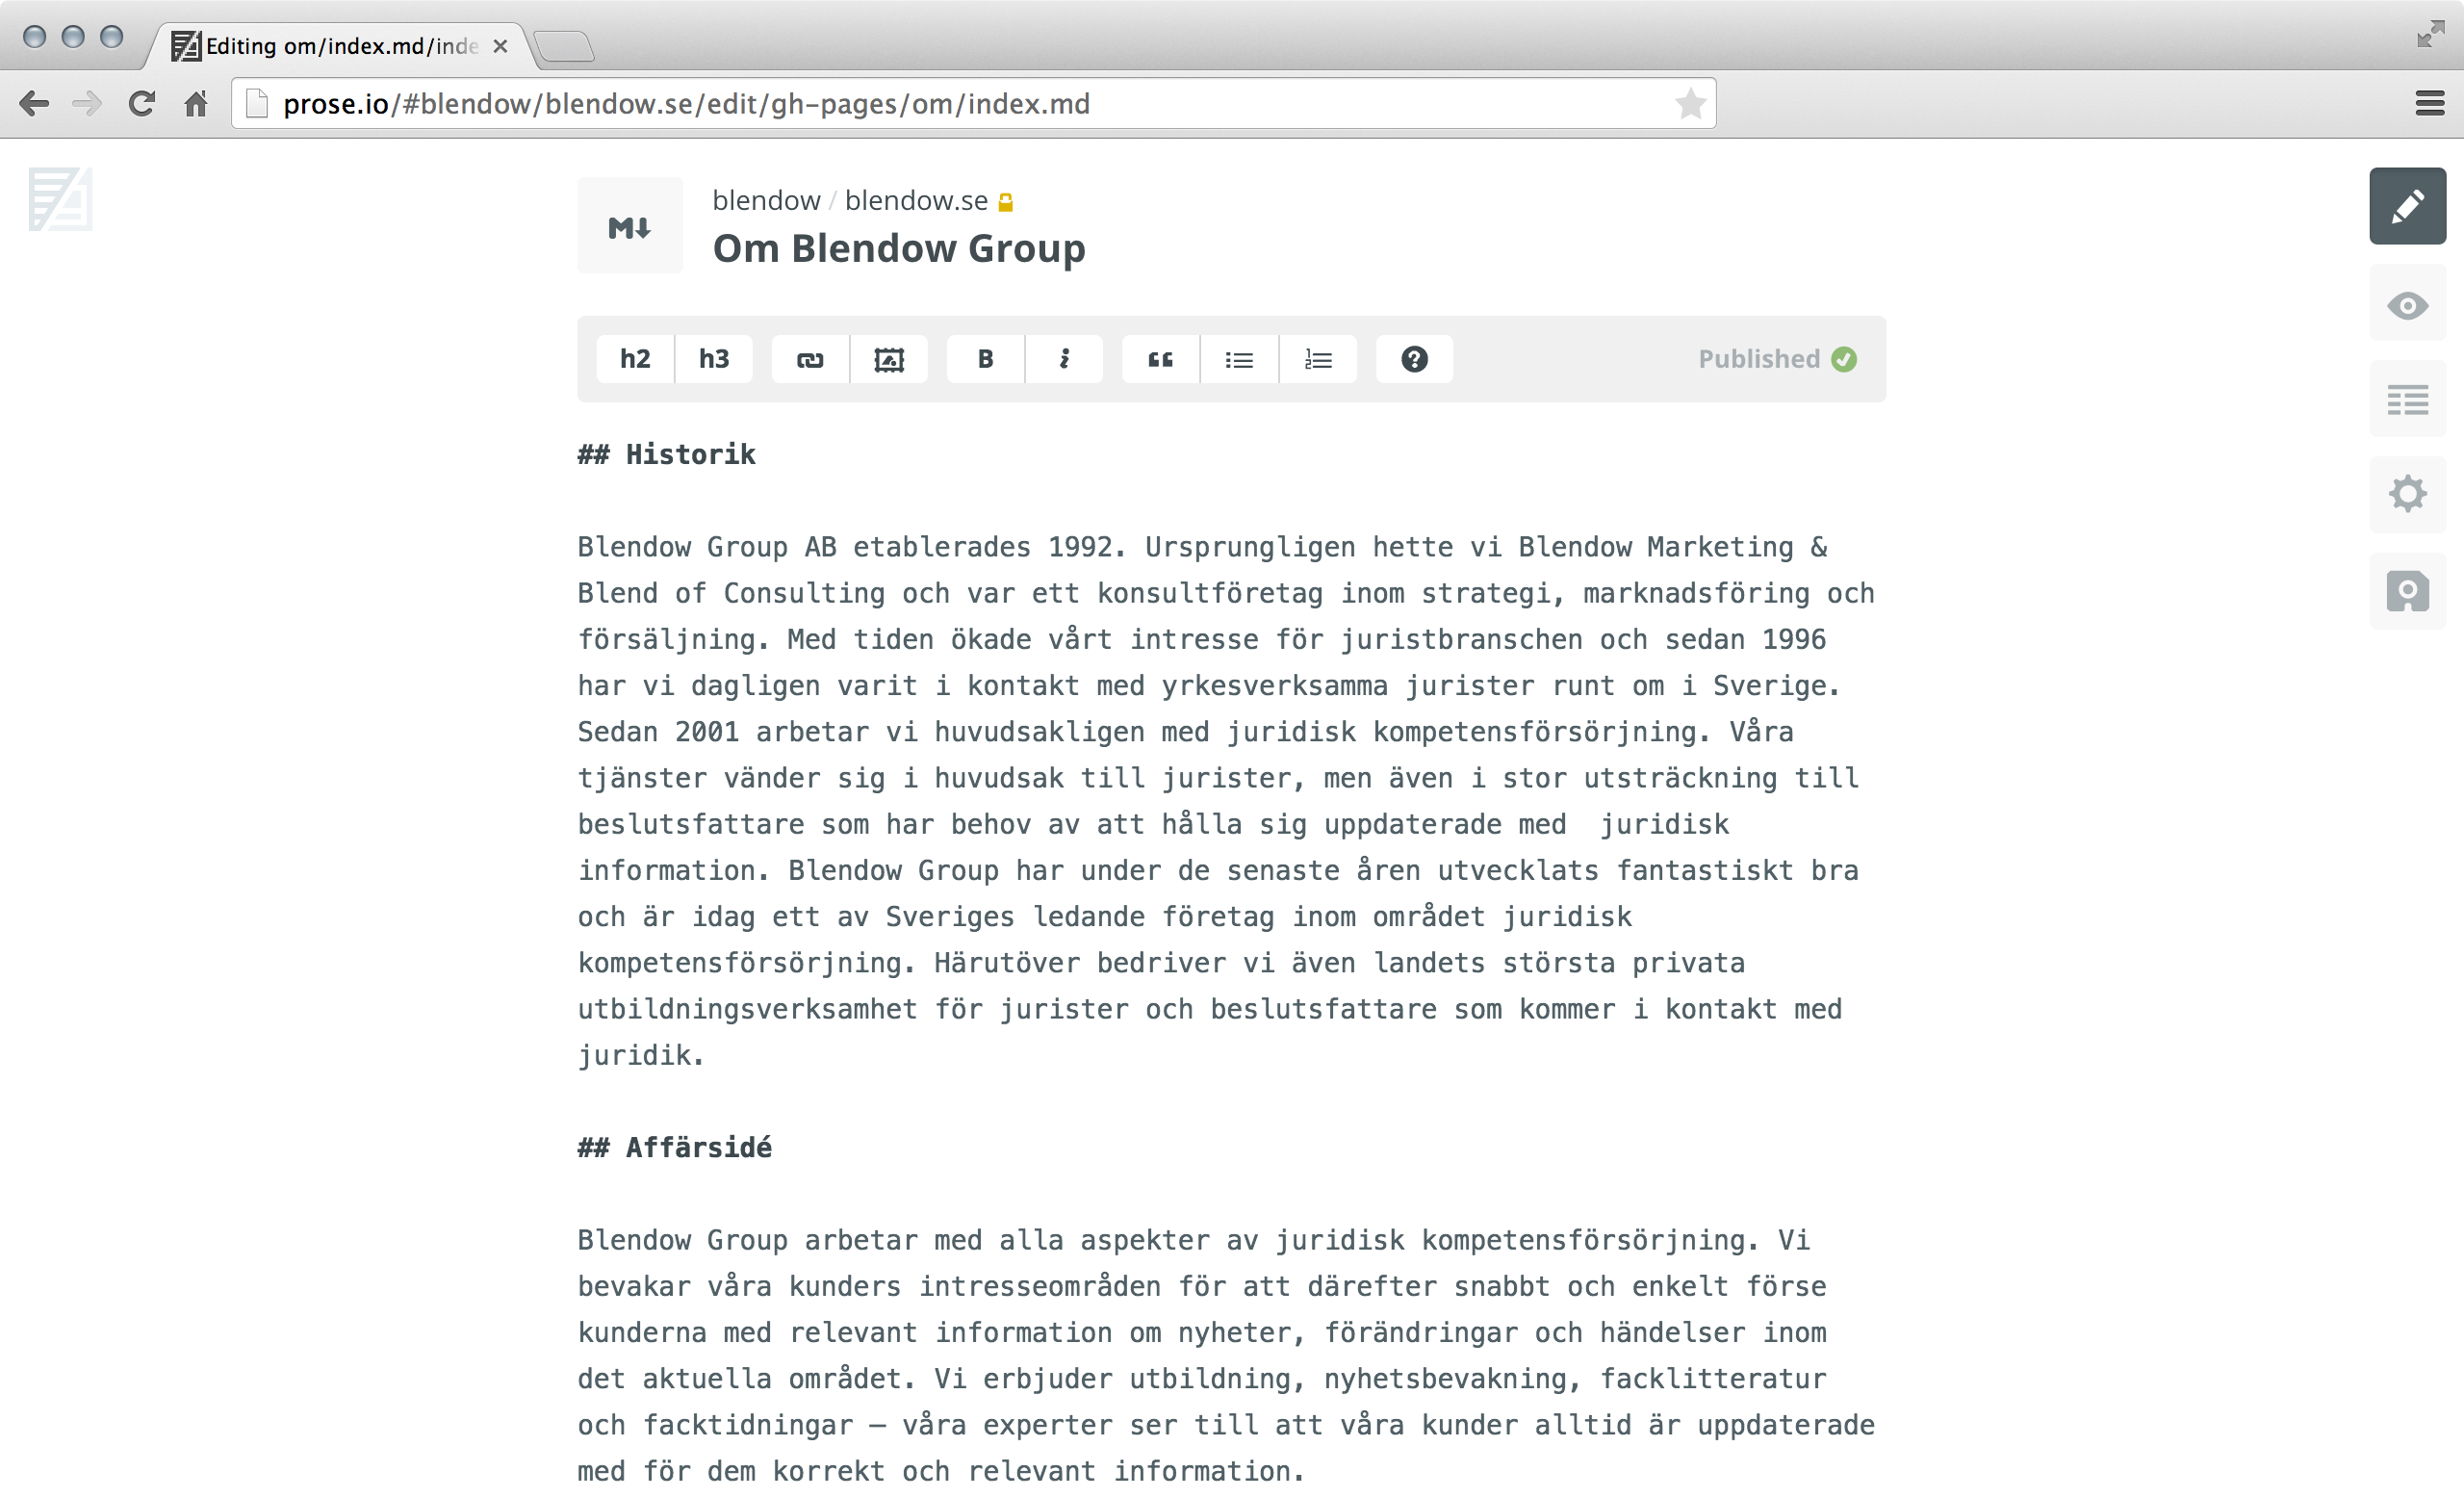 Editing om/index.md/inde
prose.io/#blendow/blendow.se/edit/gh-pages/om/index.md
blendow / blendow.se
M
Om Blendow Group
h2 h3 B i Published
## Historik
Blendow Group AB etablerades 1992. Ursprungligen hette vi Blendow Marketing &
Blend of Consulting och var ett konsultföretag inom strategi, marknadsföring och
försäljning. Med tiden ökade vårt intresse för juristbranschen och sedan 1996
har vi dagligen varit i kontakt med yrkesverksamma jurister runt om i Sverige.
Sedan 2001 arbetar vi huvudsakligen med juridisk kompetensförsörjning. Våra
tjänster vänder sig i huvudsak till jurister, men även i stor utsträckning till
beslutsfattare som har behov av att hålla sig uppdaterade med  juridisk
information. Blendow Group har under de senaste åren utvecklats fantastiskt bra
och är idag ett av Sveriges ledande företag inom området juridisk
kompetensförsörjning. Härutöver bedriver vi även landets största privata
utbildningsverksamhet för jurister och beslutsfattare som kommer i kontakt med
juridik.
## Affärsidé
Blendow Group arbetar med alla aspekter av juridisk kompetensförsörjning. Vi
bevakar våra kunders intresseområden för att därefter snabbt och enkelt förse
kunderna med relevant information om nyheter, förändringar och händelser inom
det aktuella området. Vi erbjuder utbildning, nyhetsbevakning, facklitteratur
och facktidningar – våra experter ser till att våra kunder alltid är uppdaterade
med för dem korrekt och relevant information.